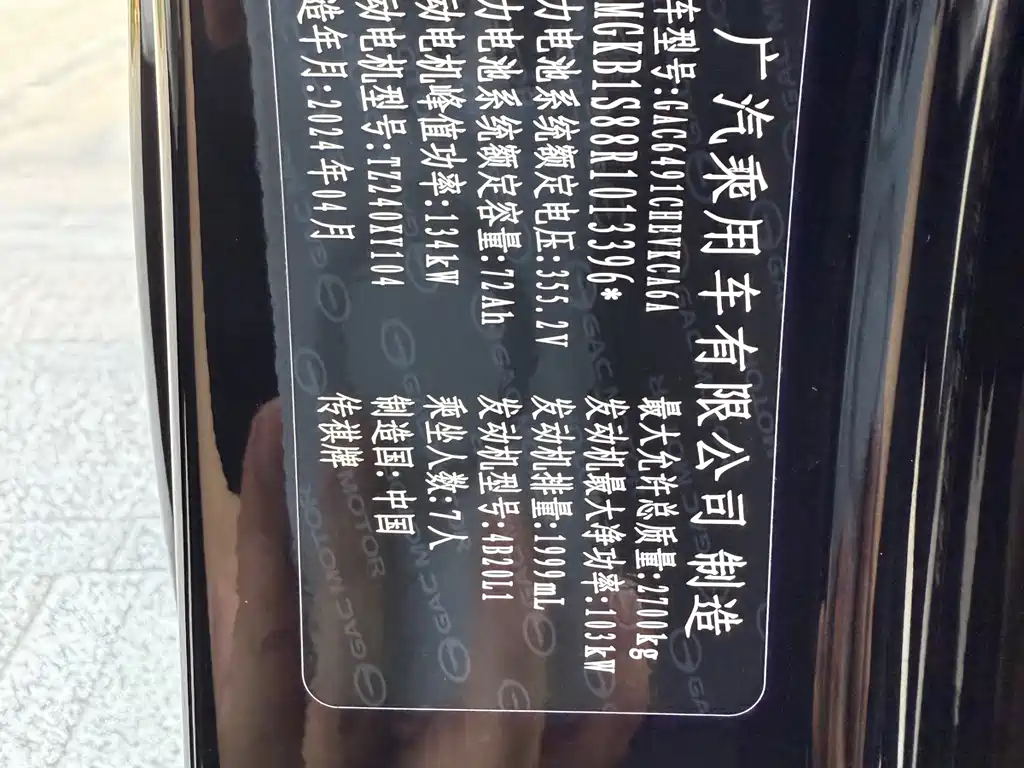 广汽乘用车有限公司 制造
车型号:GAC6491CHEVKGA6A 最大允许总质量:2700kg
MGKB1S88R1013396* 发动机最大净功率:103kW
力电池系统额定电压:355.2V 发动机排量:1999mL
力电池系统额定容量:72Ah 发动机型号:4B20J1
动电机峰值功率:134kW 乘坐人数:7人
动电机型号:TZ240XY104 制造国:中国
造年月:2024年04月 传祺牌
GAC MOTOR